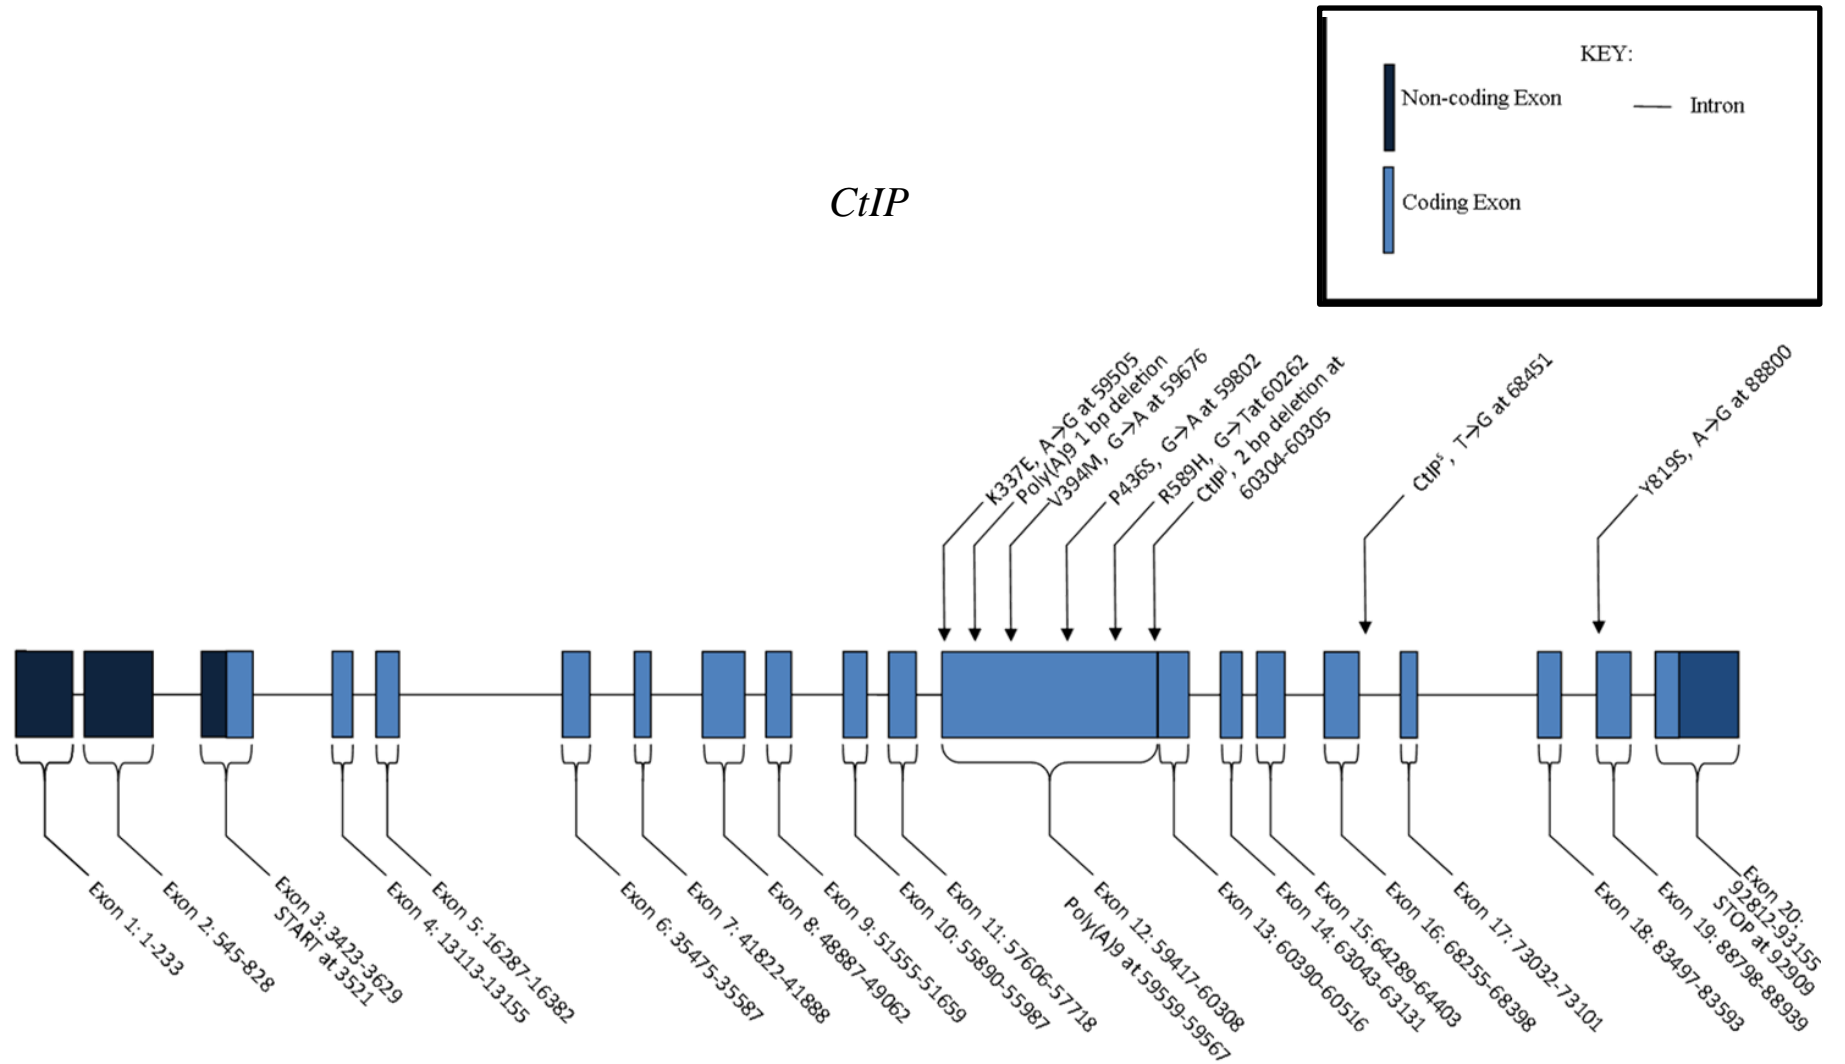 KEY:
Non-coding Exon
Intron
Coding Exon
CtIP
K337E, A→G at 59505
Poly(A)9 1 bp deletion
V394M, G→A at 59676
P436S, G→A at 59802
R589H, G→Tat 60262
CtIPʲ, 2 bp deletion at
60304-60305
CtIPˢ, T→G at 68451
Y819S, A→G at 88800
Exon 1: 1-233
Exon 2: 545-828
Exon 3: 3423-3629
START at 3521
Exon 4: 13113-13155
Exon 5: 16287-16382
Exon 6: 35475-35587
Exon 7: 41822-41888
Exon 8: 48887-49062
Exon 9: 51555-51659
Exon 10: 55890-55987
Exon 11: 57606-57718
Exon 12: 59417-60308
Poly(A)9 at 59559-59567
Exon 13: 60390-60516
Exon 14: 63043-63131
Exon 15:64289-64403
Exon 16: 68255-68398
Exon 17: 73032-73101
Exon 18: 83497-83593
Exon 19: 88798-88939
Exon 20:
92812-93155
STOP at 92909